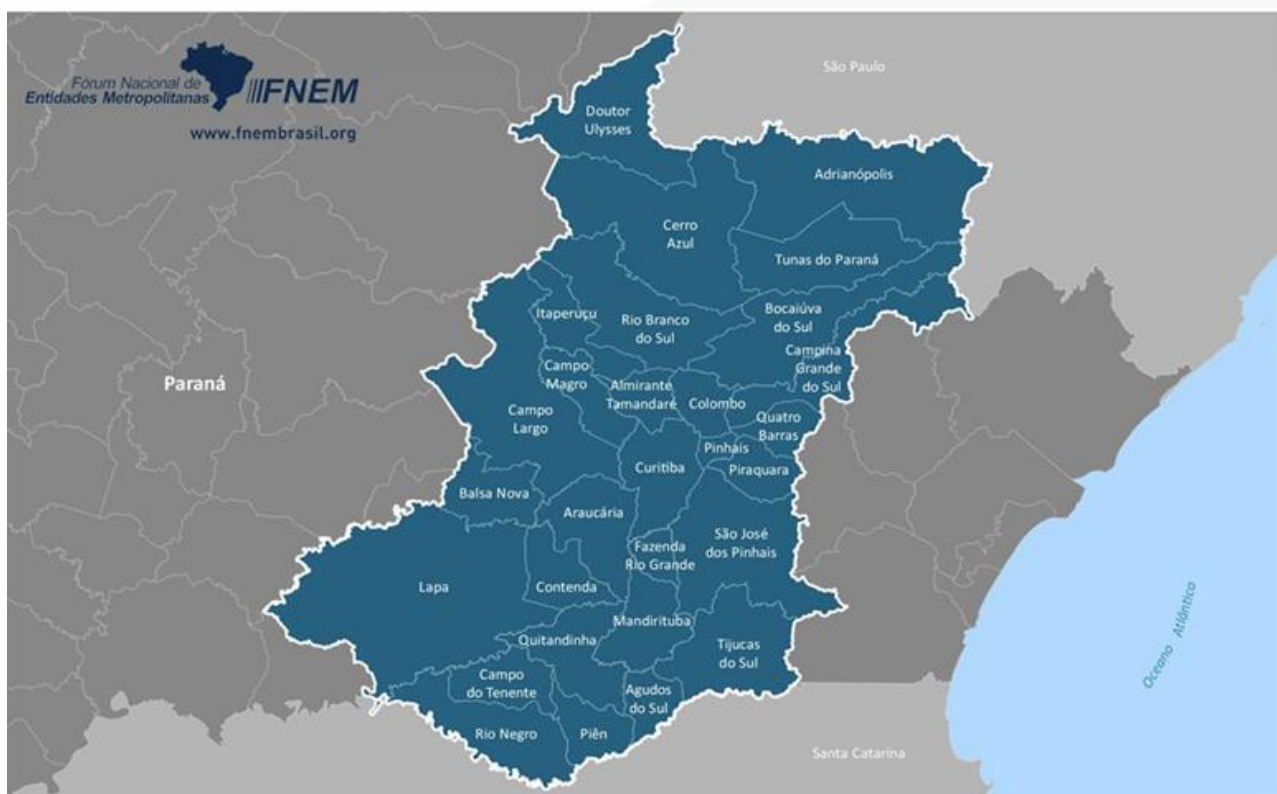 Fórum Nacional de
Entidades Metropolitanas
FNEM
www.fnembrasil.org
São Paulo
Doutor
Ulysses
Adrianópolis
Cerro
Azul
Tunas do Paraná
Itaperuçu
Rio Branco
do Sul
Bocaiúva
do Sul
Campina
Grande
do Sul
Campo
Magro
Paraná
Almirante
Tamandaré
Colombo
Campo
Largo
Quatro
Barras
Pinhais
Curitiba
Piraquara
Balsa Nova
Araucária
São José
dos Pinhais
Fazenda
Rio Grande
Lapa
Contenda
Mandirituba
Quitandinha
Tijucas
do Sul
Campo
do Tenente
Agudos
do Sul
Rio Negro
Piên
Oceano Atlântico
Santa Catarina